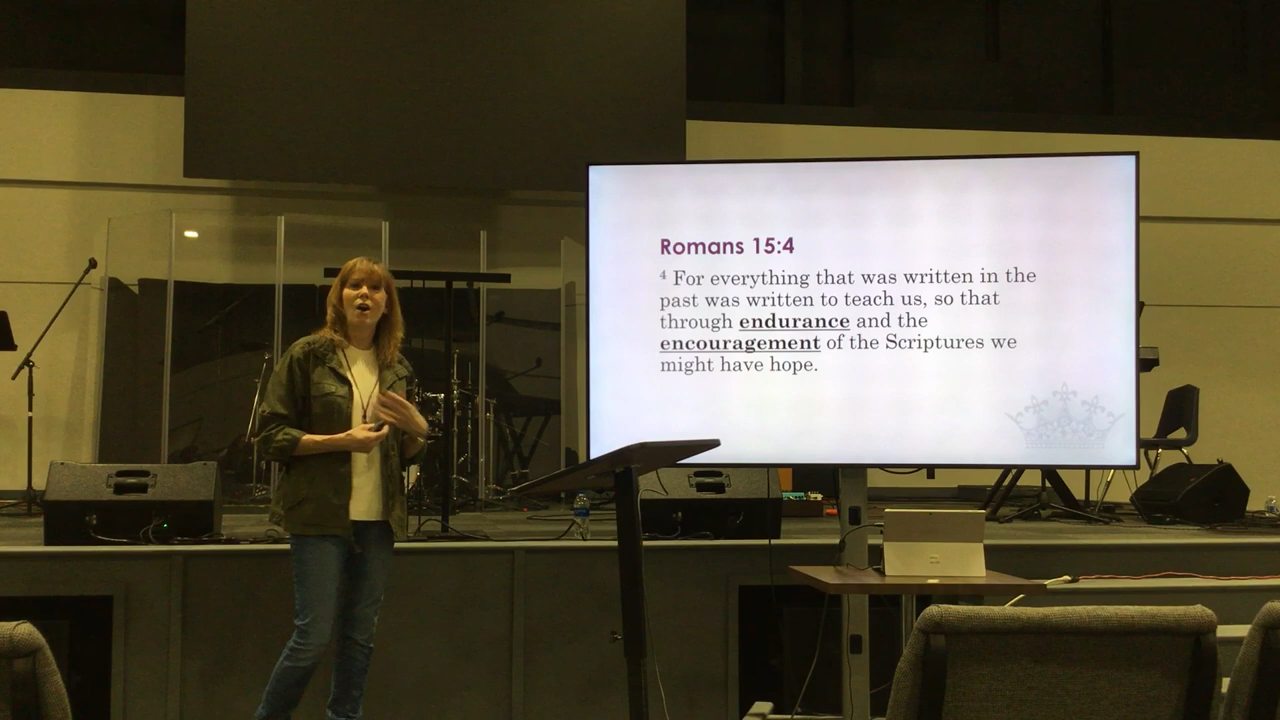 Romans 15:4
4 For everything that was written in the
past was written to teach us, so that
through endurance and the
encouragement of the Scriptures we
might have hope.